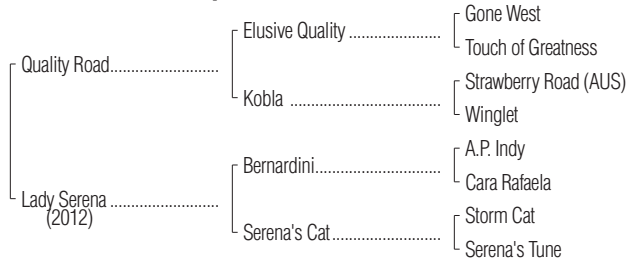 Gone West
Elusive Quality ....................
Touch of Greatness
Quality Road........................
Strawberry Road (AUS)
Kobla .................................
Winglet
A.P. Indy
Bernardini............................
Cara Rafaela
Lady Serena ........................
(2012)
Storm Cat
Serena's Cat........................
Serena's Tune